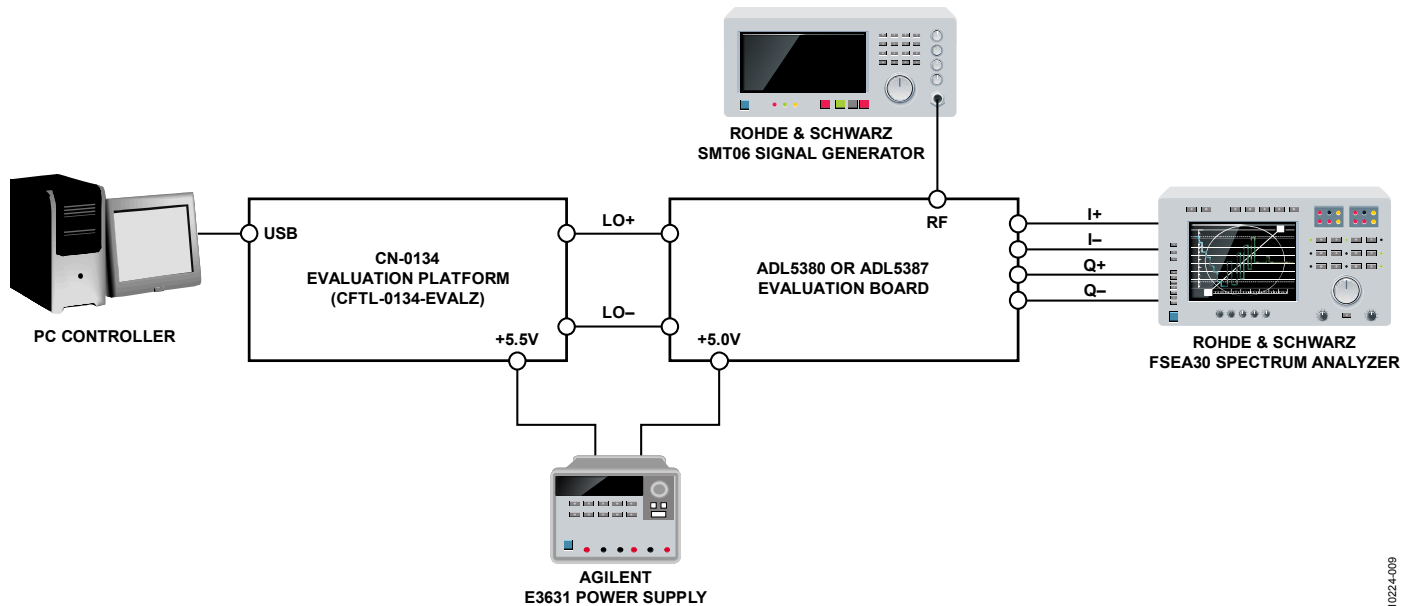 ROHDE & SCHWARZ
SMT06 SIGNAL GENERATOR
RF
USB
CN-0134
EVALUATION PLATFORM
(CFTL-0134-EVALZ)
LO+
LO–
+5.5V
ADL5380 OR ADL5387
EVALUATION BOARD
+5.0V
I+
I–
Q+
Q–
PC CONTROLLER
ROHDE & SCHWARZ
FSEA30 SPECTRUM ANALYZER
AGILENT
E3631 POWER SUPPLY
10224-009